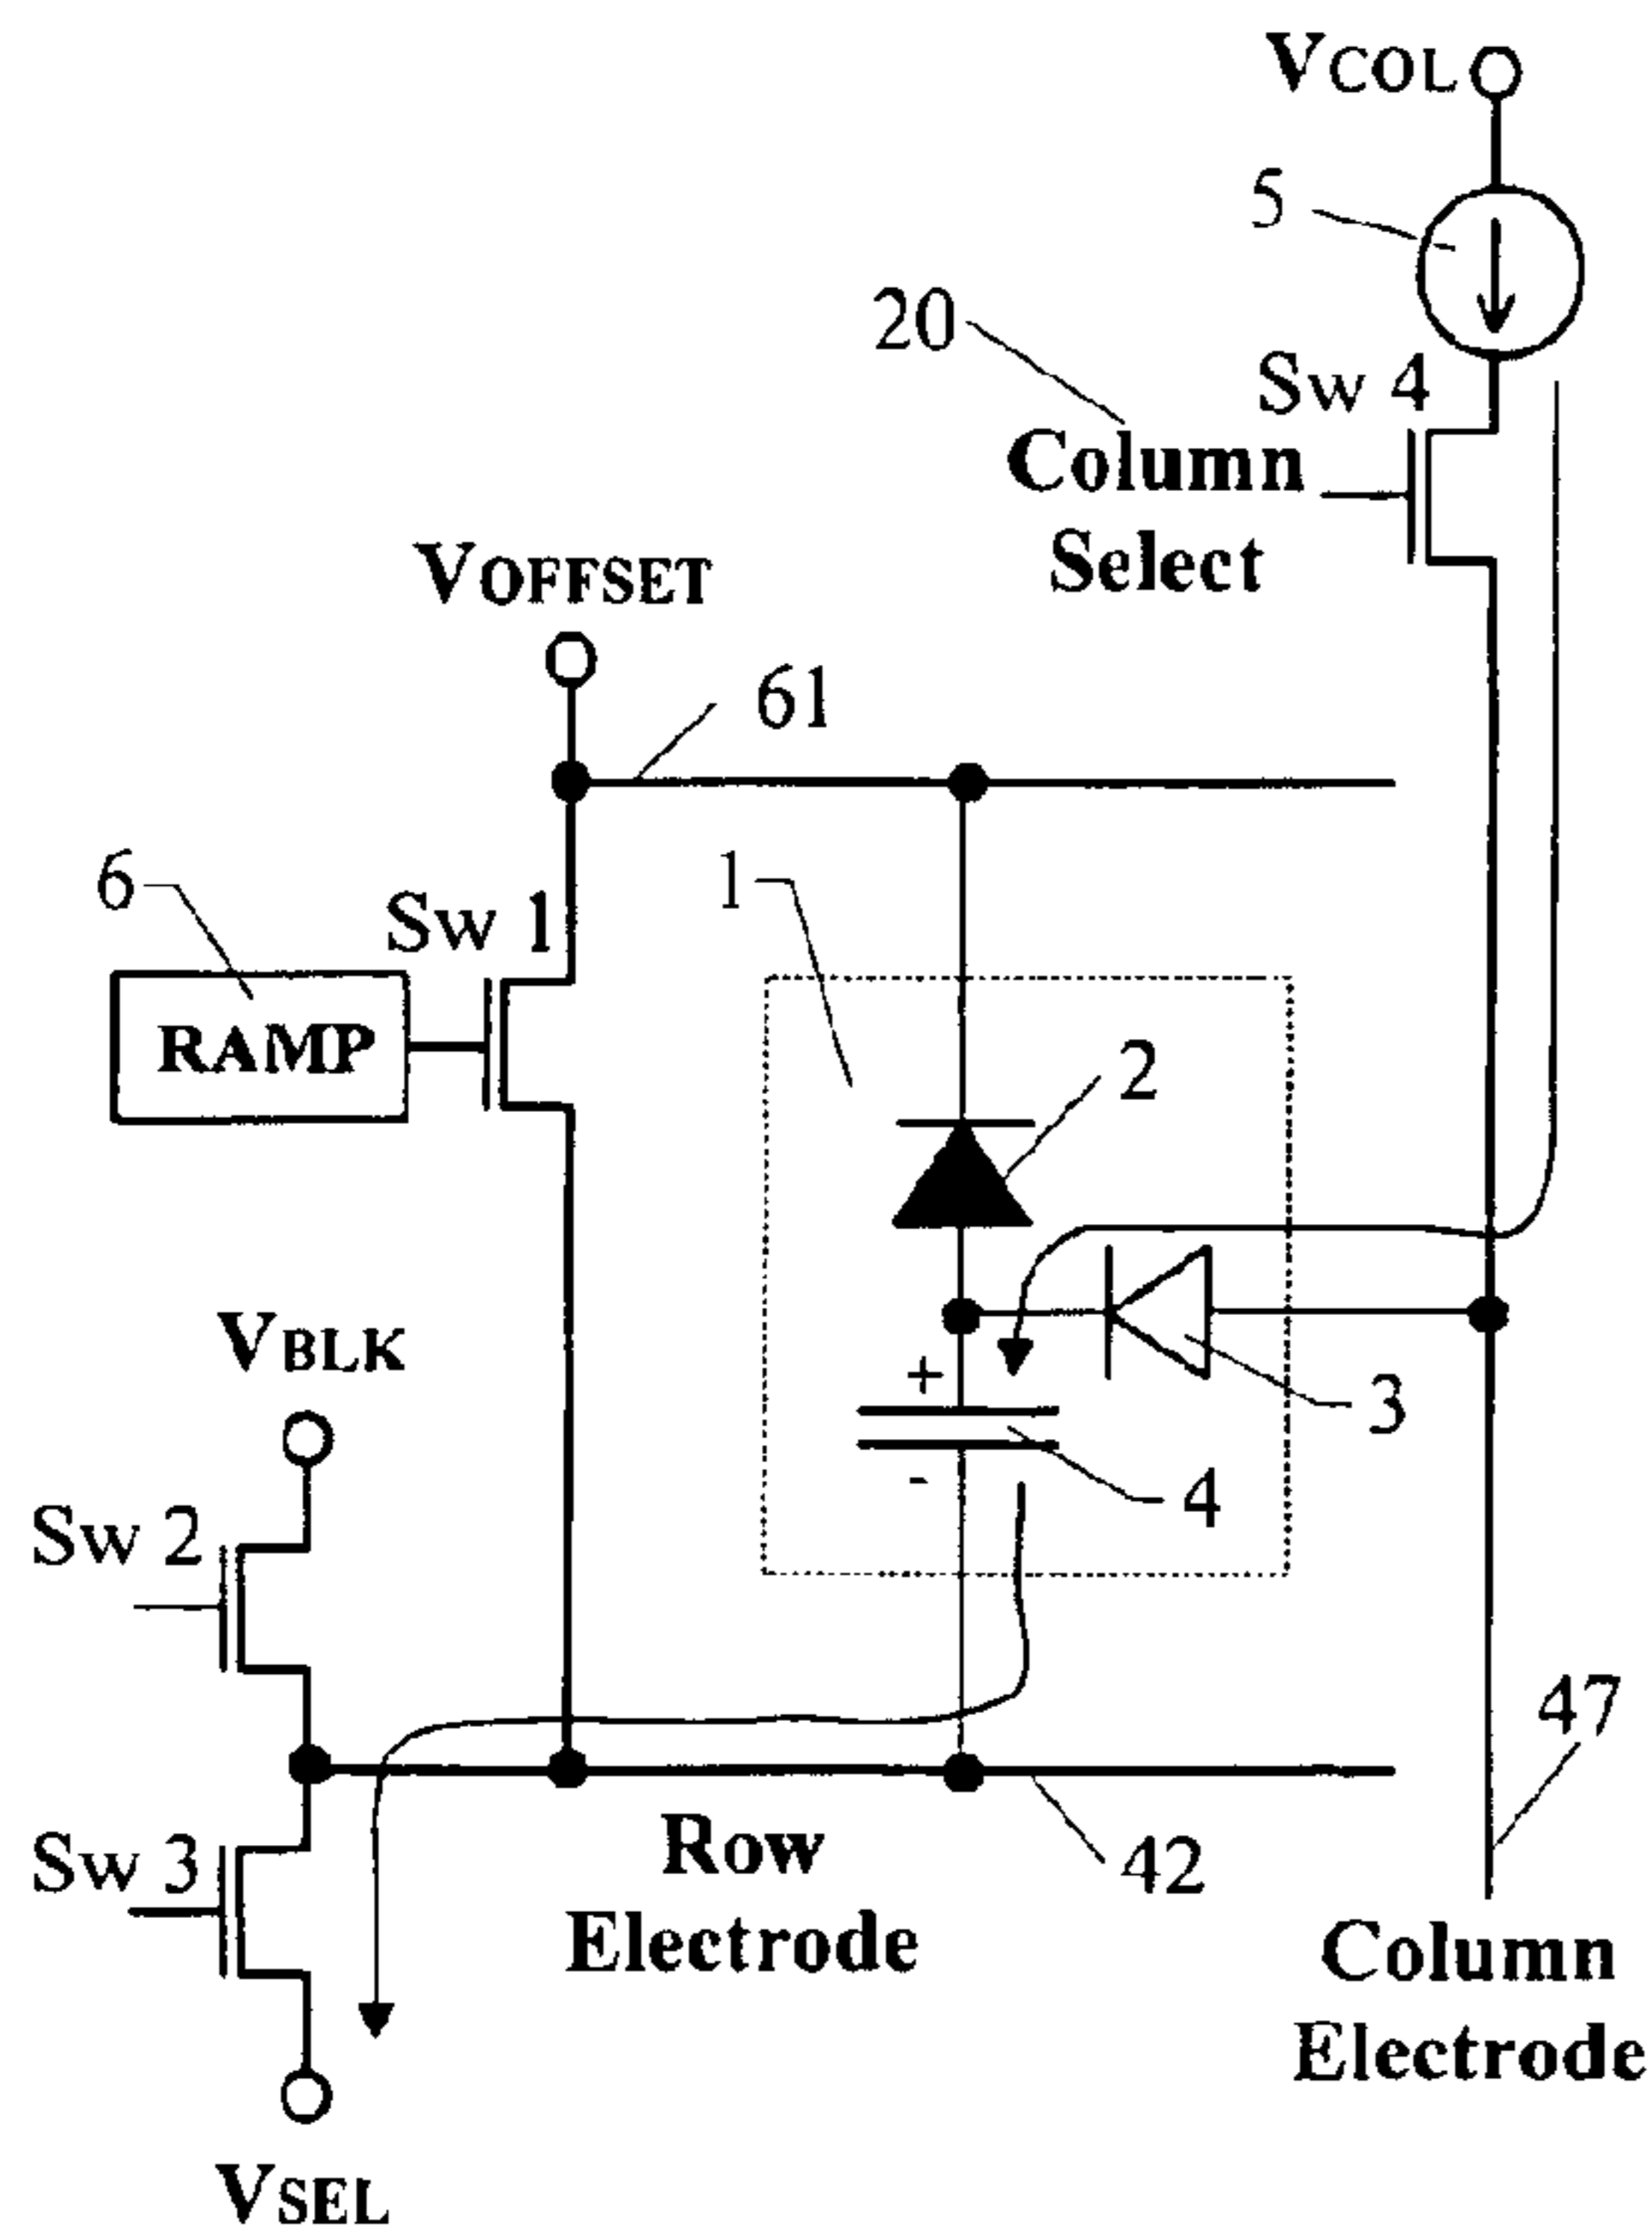 VCOL
5
20
Sw 4
Column
Select
VOFFSET
61
6
Sw 1
1
RAMP
2
VBLK
+
3
-
4
Sw 2
47
Sw 3
Row
Electrode
42
Column
Electrode
VSEL